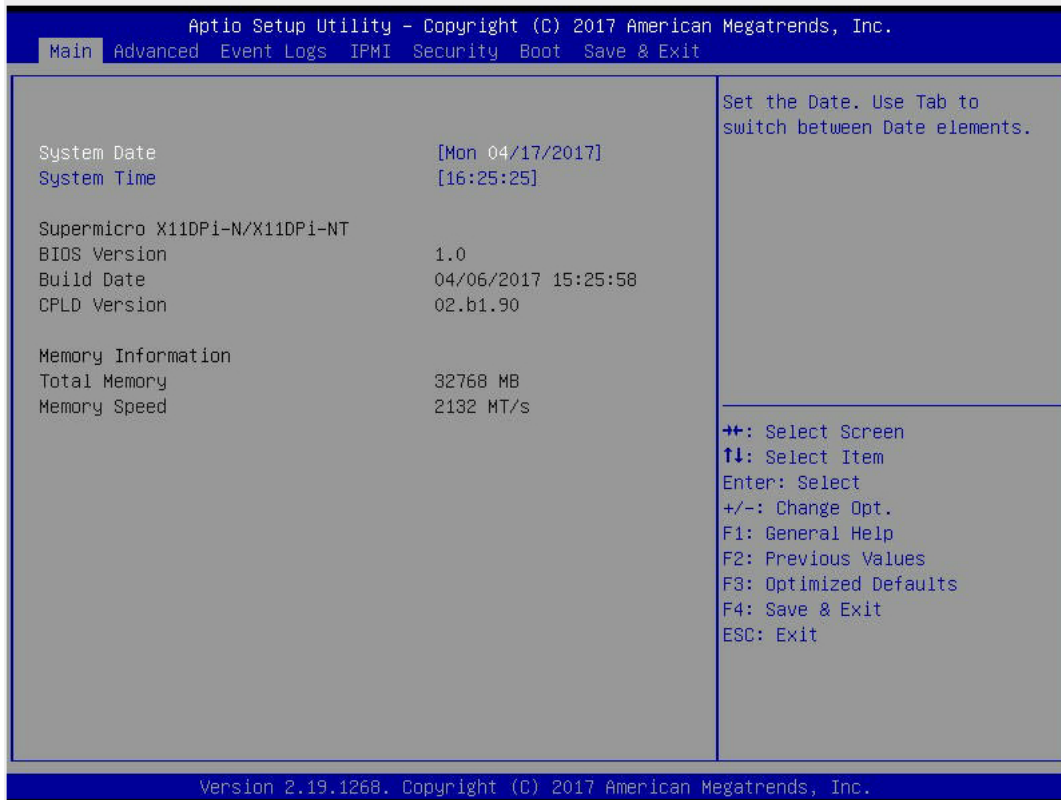 Aptio Setup Utility – Copyright (C) 2017 American Megatrends, Inc.
Main Advanced Event Logs IPMI Security Boot Save & Exit
Set the Date. Use Tab to
switch between Date elements.
System Date [Mon 04/17/2017]
System Time [16:25:25]
Supermicro X11DPi-N/X11DPi-NT
BIOS Version 1.0
Build Date 04/06/2017 15:25:58
CPLD Version 02.b1.90
Memory Information
Total Memory 32768 MB
Memory Speed 2132 MT/s
→←: Select Screen
↑↓: Select Item
Enter: Select
+/-: Change Opt.
F1: General Help
F2: Previous Values
F3: Optimized Defaults
F4: Save & Exit
ESC: Exit
Version 2.19.1268. Copyright (C) 2017 American Megatrends, Inc.